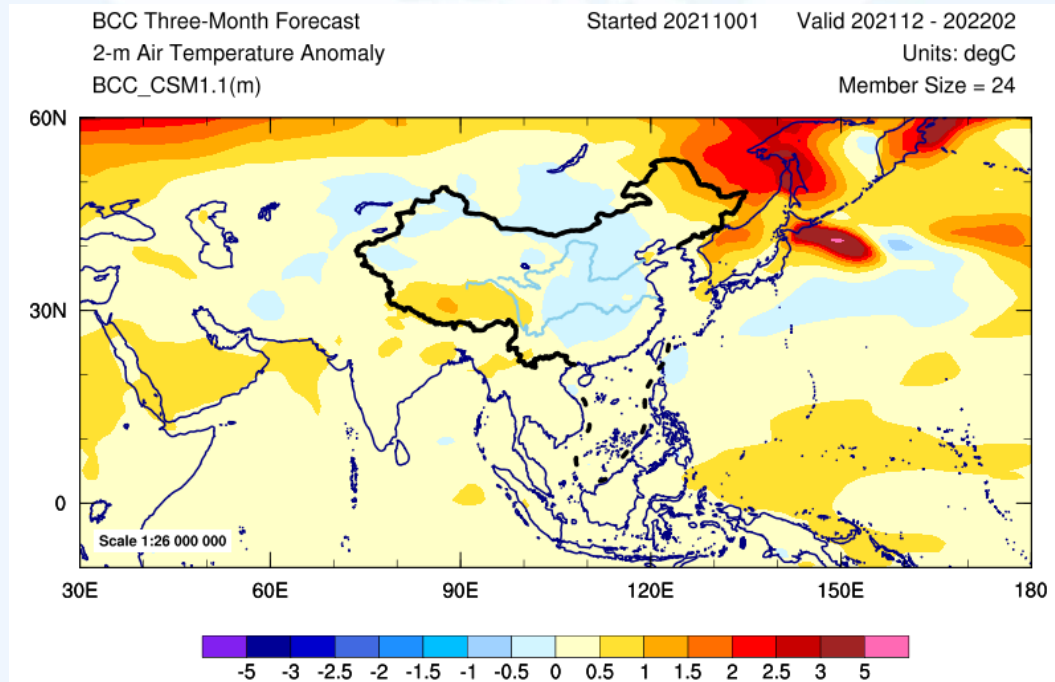 BCC Three-Month Forecast
Started 20211001 Valid 202112 - 202202
2-m Air Temperature Anomaly
Units: degC
BCC_CSM1.1(m)
Member Size = 24
60N
30N
0
Scale 1:26 000 000
30E 60E 90E 120E 150E 180
-5 -3 -2.5 -2 -1.5 -1 -0.5 0 0.5 1 1.5 2 2.5 3 5